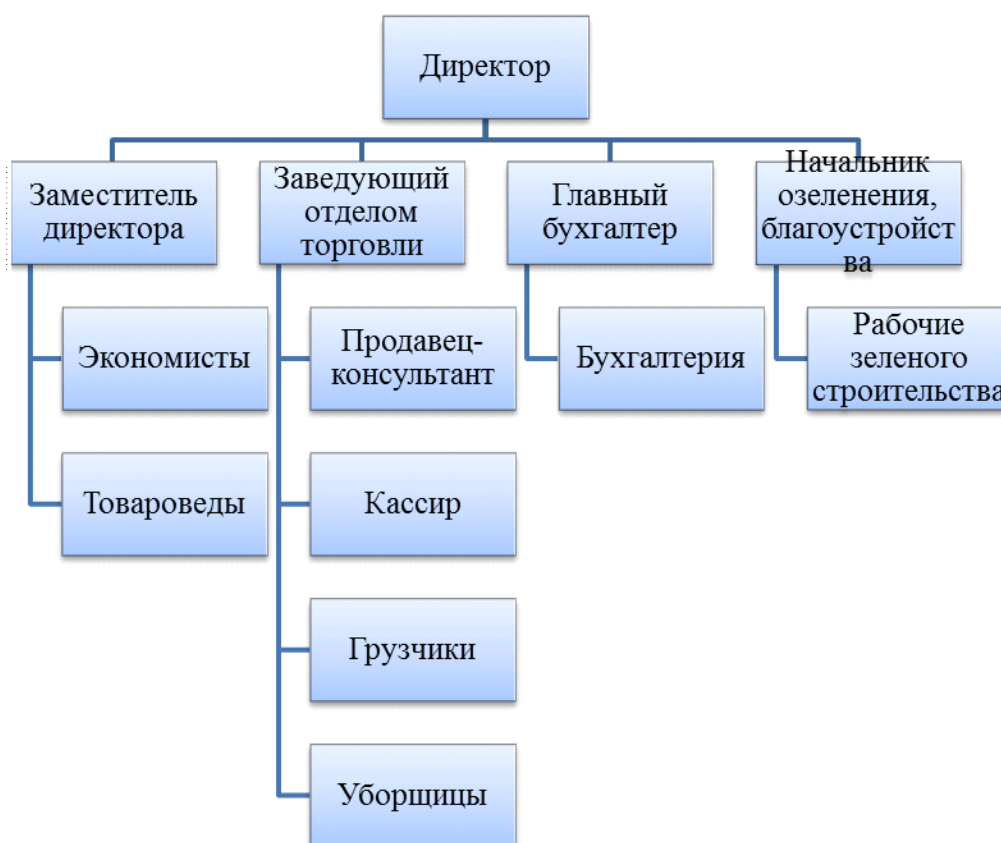 Директор
Заместитель
директора
Заведующий
отделом
торговли
Главный
бухгалтер
Начальник
озеленения,
благоустройст
ва
Экономисты
Товароведы
Продавец-
консультант
Кассир
Грузчики
Уборщицы
Бухгалтерия
Рабочие
зеленого
строительства